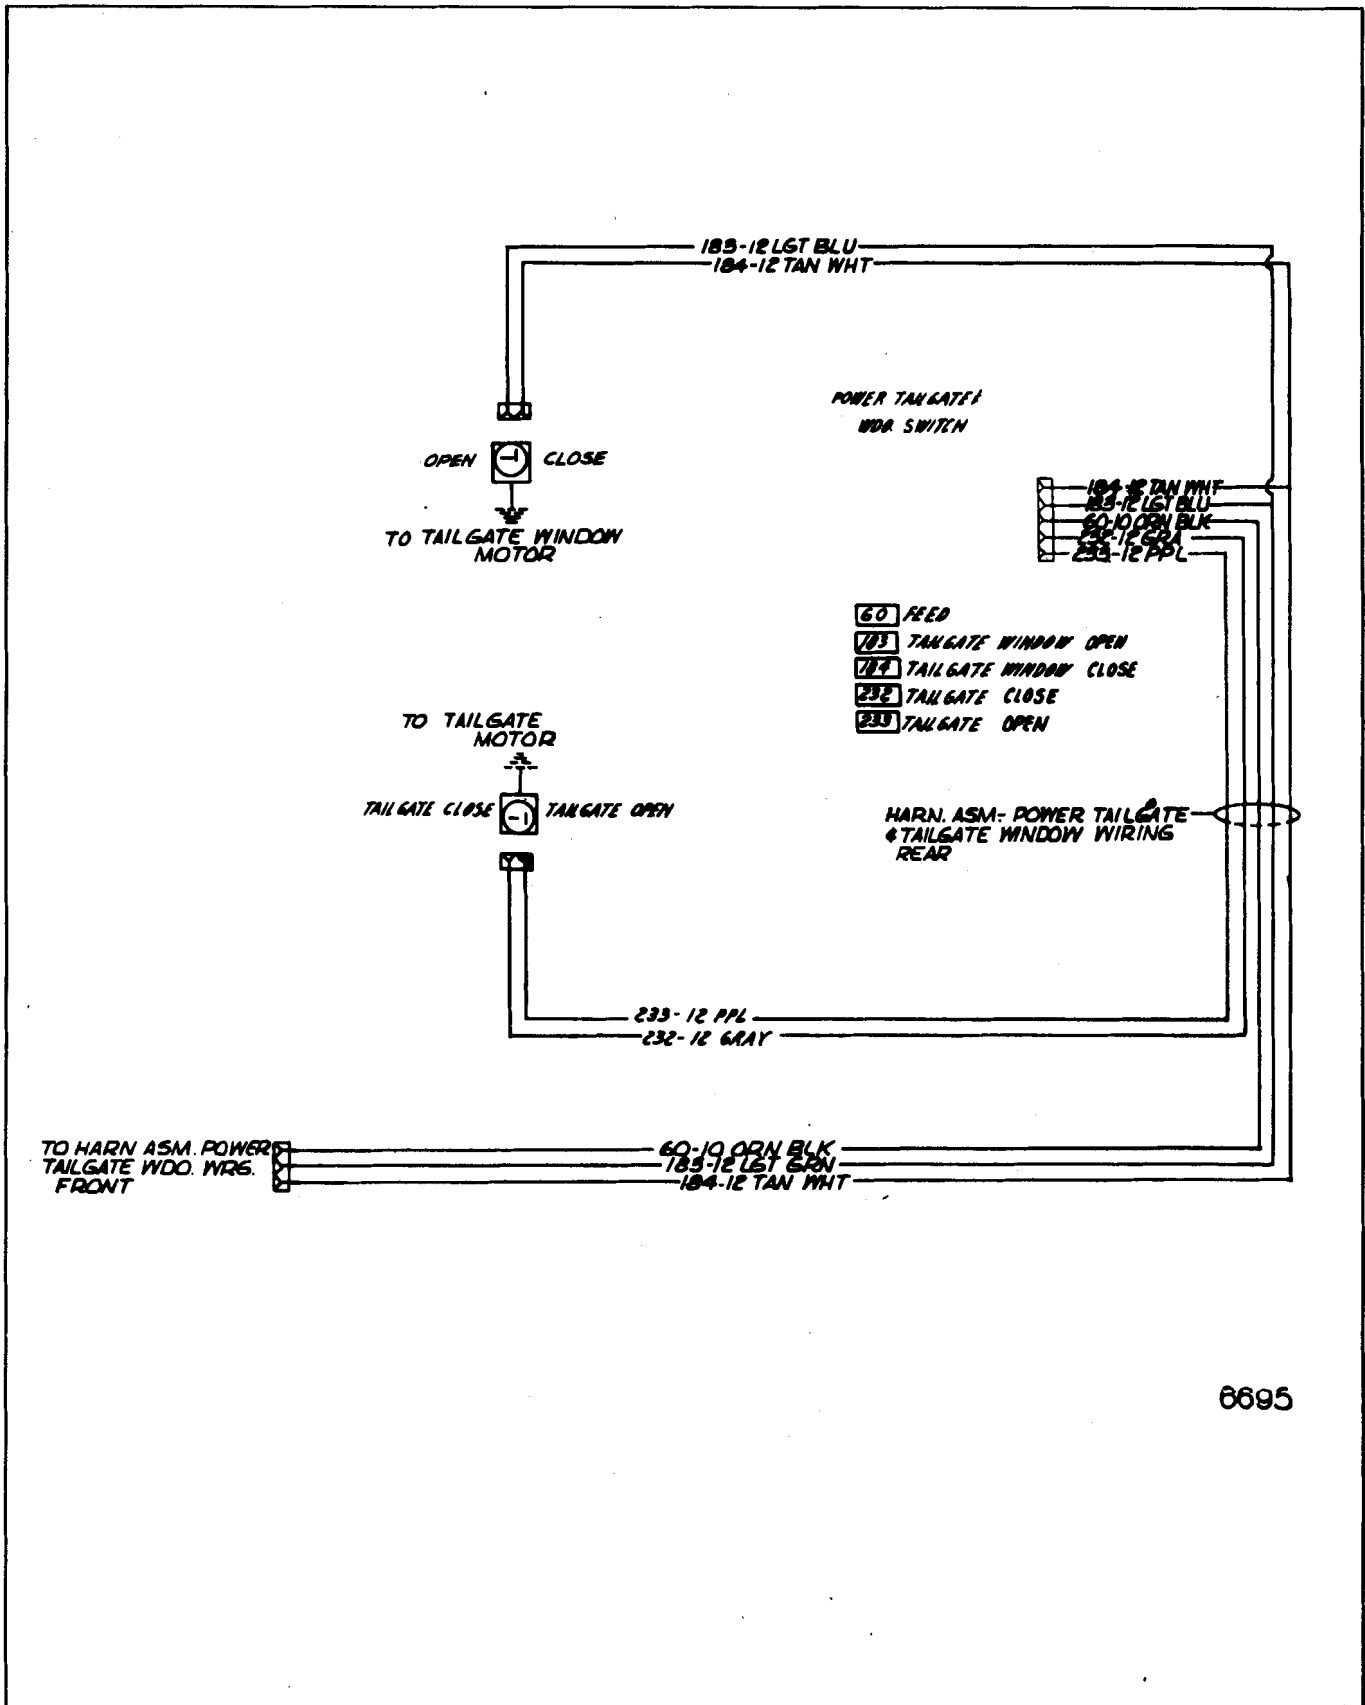 183-12 LGT BLU
184-12 TAN WHT
POWER TAILGATE &
WDO. SWITCH
OPEN CLOSE
TO TAILGATE WINDOW
MOTOR
184-12 TAN WHT
183-12 LGT BLU
60-10 ORN BLK
232-12 GRA
233-12 PPL
60 FEED
183 TAILGATE WINDOW OPEN
184 TAILGATE WINDOW CLOSE
232 TAILGATE CLOSE
233 TAILGATE OPEN
TO TAILGATE
MOTOR
TAILGATE CLOSE TAILGATE OPEN
HARN. ASM- POWER TAILGATE
& TAILGATE WINDOW WIRING
REAR
233-12 PPL
232-12 GRAY
TO HARN ASM. POWER
TAILGATE WDO. WRG.
FRONT
60-10 ORN BLK
183-12 LGT GRN
184-12 TAN WHT
6695